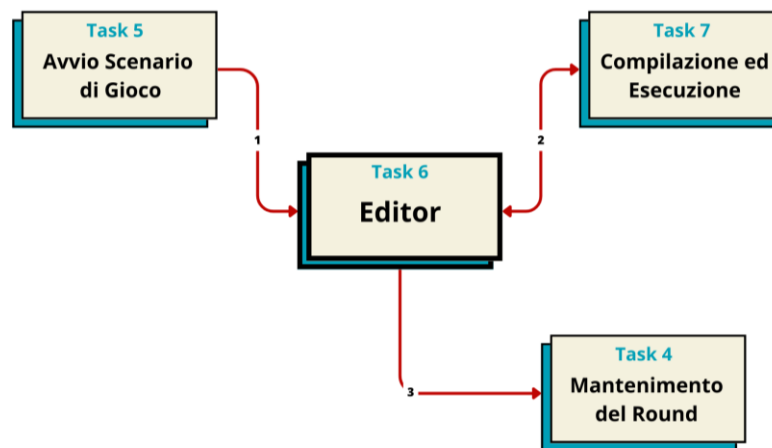 Task 5
Avvio Scenario
di Gioco
Task 7
Compilazione ed
Esecuzione
1
2
Task 6
Editor
3
Task 4
Mantenimento
del Round